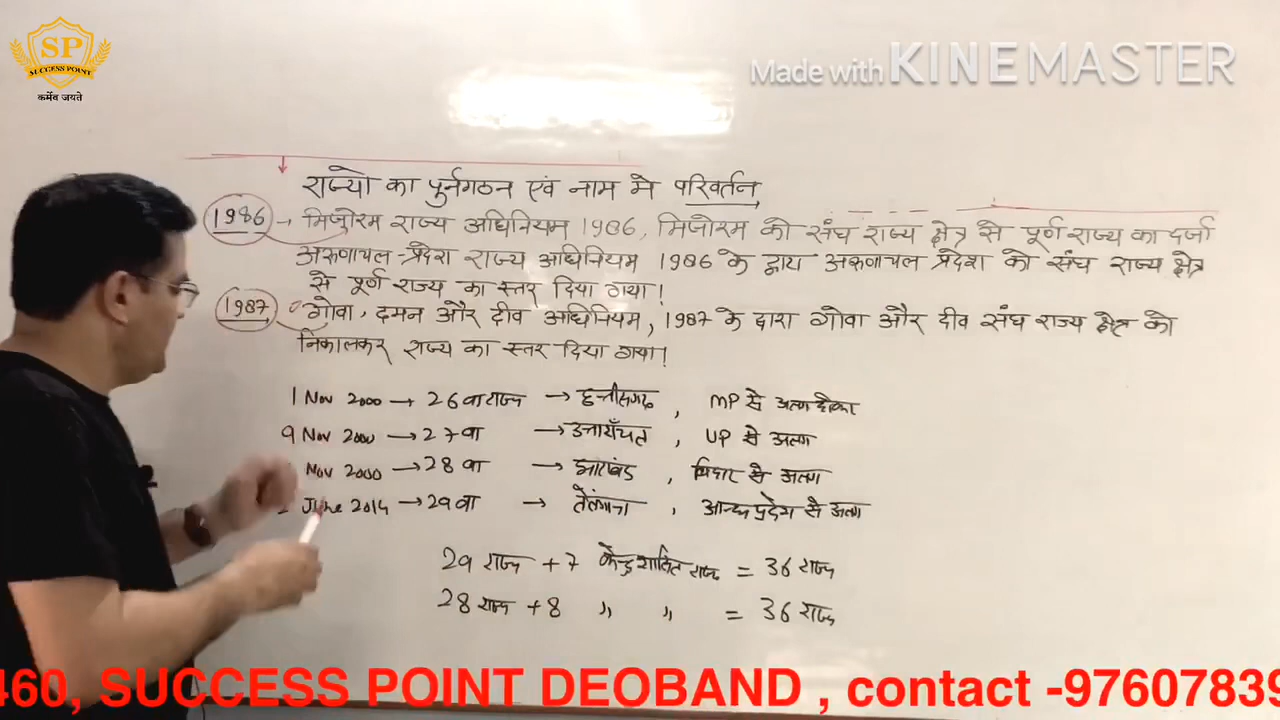 SP
SUCCESS POINT
कर्मेव जयते
Made with KINEMASTER
राज्यो का पुर्नगठन एवं नाम मे परिवर्तन
1986 → मिजोरम राज्य अधिनियम 1986, मिजोरम को संघ राज्य क्षेत्र से पूर्ण राज्य का दर्जा
अरूणाचल-प्रदेश राज्य अधिनियम 1986 के द्वारा अरूणाचल प्रदेश को संघ राज्य क्षेत्र
से पूर्ण राज्य का स्तर दिया गया!
1987 गोवा, दमन और दीव अधिनियम, 1987 के द्वारा गोवा और दीव संघ राज्य क्षेत्र को
निकालकर राज्य का स्तर दिया गया!
1 Nov 2000 → 26 वा राज्य → छत्तीसगढ़, MP से अलग होकर
9 Nov 2000 → 27 वा → उत्तराँचल, UP से अलग
Nov 2000 → 28 वा → झारखंड, बिहार से अलग
2 June 2014 → 29 वा → तेलंगाना, आन्ध्र प्रदेश से अलग
29 राज्य + 7 केन्द्रशासित राज्य = 36 राज्य
28 राज्य + 8 " " = 36 राज्य
460, SUCCESS POINT DEOBAND , contact -97607839